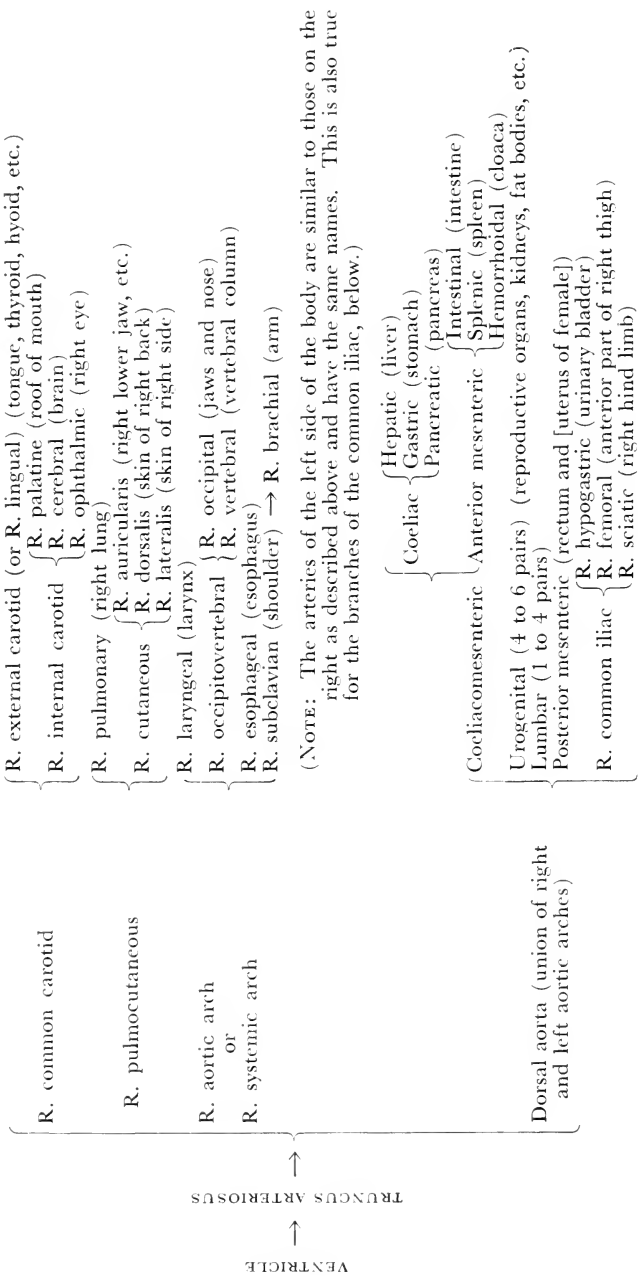 VENTRICLE → TRUNCUS ARTERIOSUS →
R. common carotid
R. external carotid (or R. lingual) (tongue, thyroid, hyoid, etc.)
R. internal carotid
R. palatine (roof of mouth)
R. cerebral (brain)
R. ophthalmic (right eye)
R. pulmocutaneous
R. pulmonary (right lung)
R. cutaneous
R. auricularis (right lower jaw, etc.)
R. dorsalis (skin of right back)
R. lateralis (skin of right side)
R. aortic arch
or
R. systemic arch
R. laryngeal (larynx)
R. occipitovertebral
R. occipital (jaws and nose)
R. vertebral (vertebral column)
R. esophageal (esophagus)
R. subclavian (shoulder) → R. brachial (arm)
(NOTE: The arteries of the left side of the body are similar to those on the
right as described above and have the same names. This is also true
for the branches of the common iliac, below.)
Dorsal aorta (union of right
and left aortic arches)
Coeliacomesenteric
Coeliac
Hepatic (liver)
Gastric (stomach)
Pancreatic (pancreas)
Anterior mesenteric
Intestinal (intestine)
Splenic (spleen)
Hemorrhoidal (cloaca)
Urogenital (4 to 6 pairs) (reproductive organs, kidneys, fat bodies, etc.)
Lumbar (1 to 4 pairs)
Posterior mesenteric (rectum and [uterus of female])
R. common iliac
R. hypogastric (urinary bladder)
R. femoral (anterior part of right thigh)
R. sciatic (right hind limb)